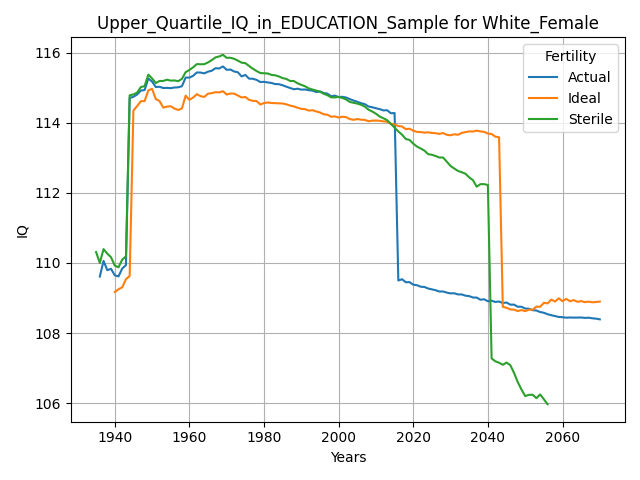 Upper_Quartile_IQ_in_EDUCATION_Sample for White_Female
Fertility
Actual
Ideal
Sterile
IQ
116
114
112
110
108
106
1940
1960
1980
2000
2020
2040
2060
Years